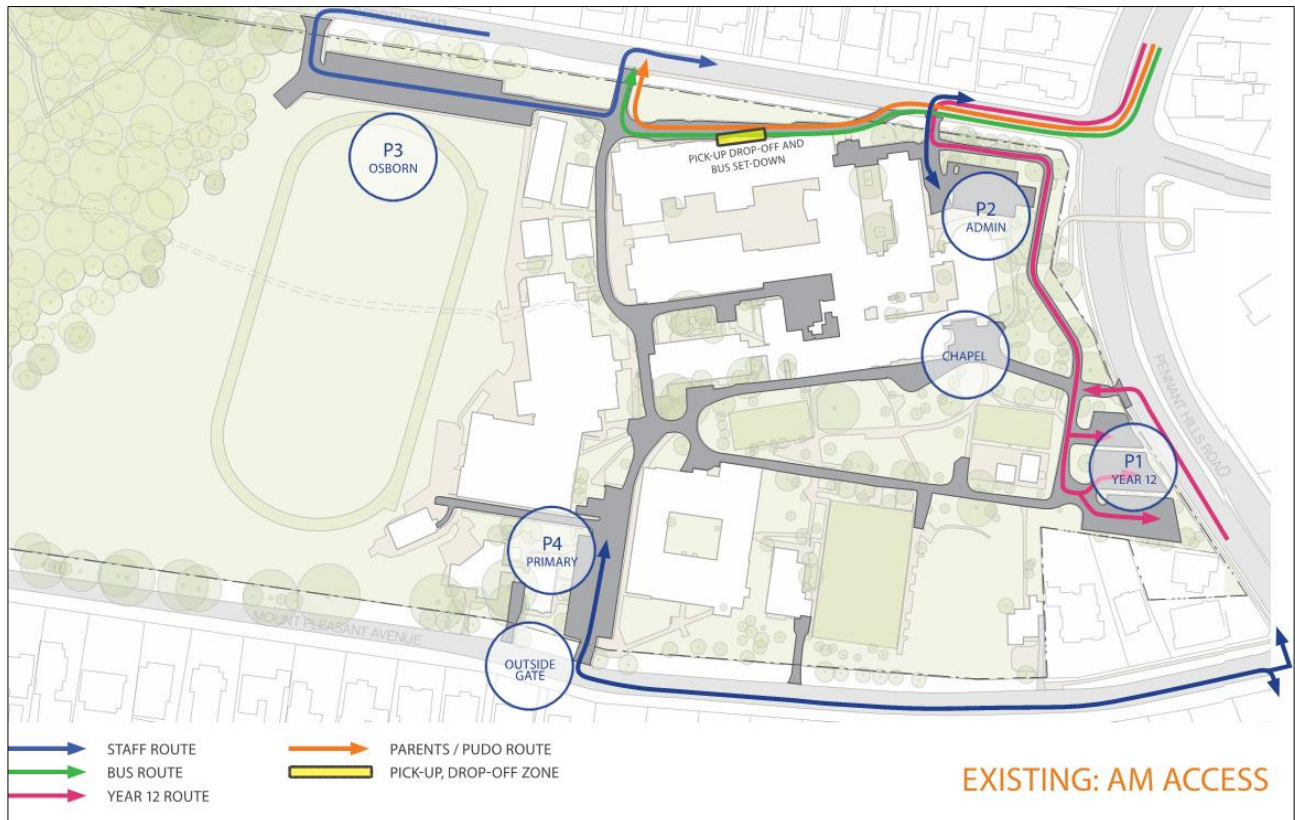 ROAD
P3
OSBORN
PICK-UP DROP-OFF AND
BUS SET-DOWN
P2
ADMIN
CHAPEL
PENNANT HILLS ROAD
P1
YEAR 12
P4
PRIMARY
MOUNT PLEASANT AVENUE
OUTSIDE
GATE
STAFF ROUTE
BUS ROUTE
YEAR 12 ROUTE
PARENTS / PUDO ROUTE
PICK-UP, DROP-OFF ZONE
EXISTING: AM ACCESS